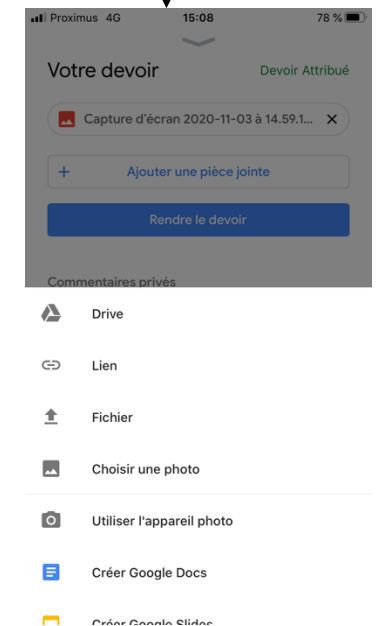 Proximus 4G 15:08 78 %
Votre devoir Devoir Attribué
Capture d'écran 2020-11-03 à 14.59.1...
Ajouter une pièce jointe
Rendre le devoir
Commentaires privés
Drive
Lien
Fichier
Choisir une photo
Utiliser l'appareil photo
Créer Google Docs
Créer Google Slides